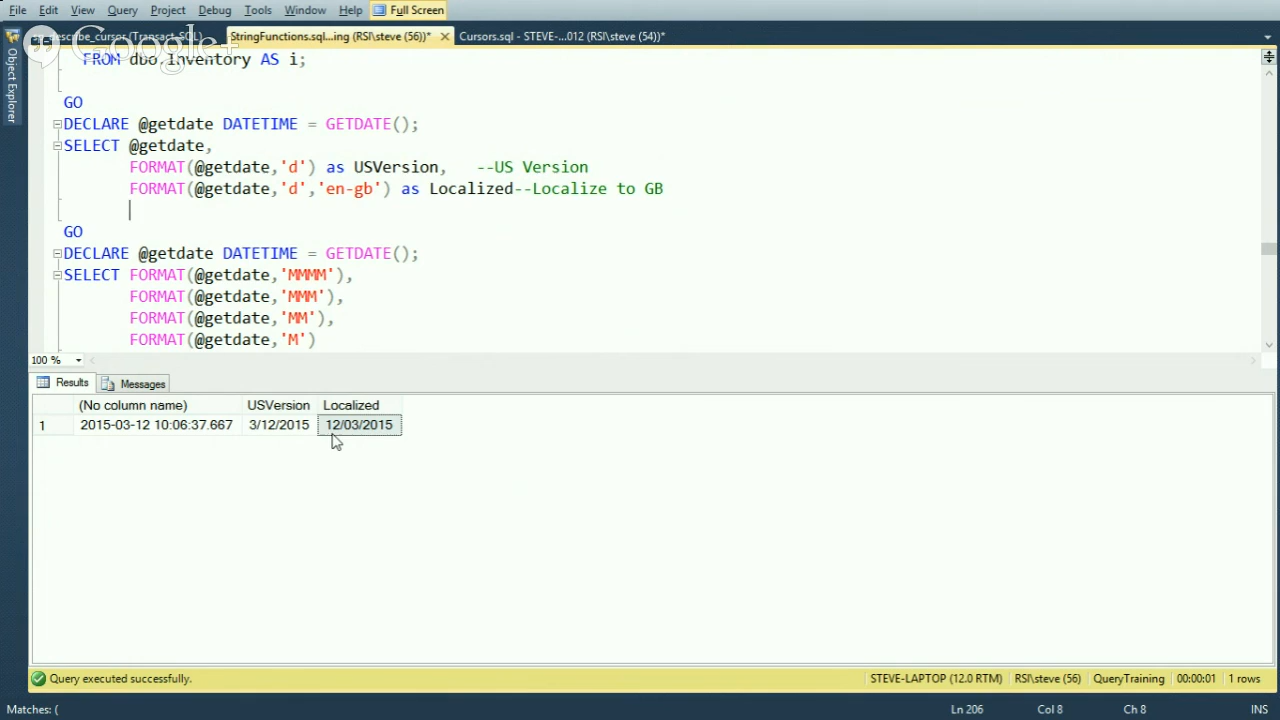 File Edit View Query Project Debug Tools Window Help Full Screen
sp_describe_cursor (Transact-SQL) StringFunctions.sql...ing (RSI\steve (56))* Cursors.sql - STEVE-...012 (RSI\steve (54))*
Google+
Object Explorer
FROM dbo.Inventory AS i;
GO
DECLARE @getdate DATETIME = GETDATE();
SELECT @getdate,
FORMAT(@getdate,'d') as USVersion, --US Version
FORMAT(@getdate,'d','en-gb') as Localized--Localize to GB
GO
DECLARE @getdate DATETIME = GETDATE();
SELECT FORMAT(@getdate,'MMMM'),
FORMAT(@getdate,'MMM'),
FORMAT(@getdate,'MM'),
FORMAT(@getdate,'M')
100 %
Results Messages
(No column name) USVersion Localized
1 2015-03-12 10:06:37.667 3/12/2015 12/03/2015
Query executed successfully. STEVE-LAPTOP (12.0 RTM) RSI\steve (56) QueryTraining 00:00:01 1 rows
Matches: ( Ln 206 Col 8 Ch 8 INS